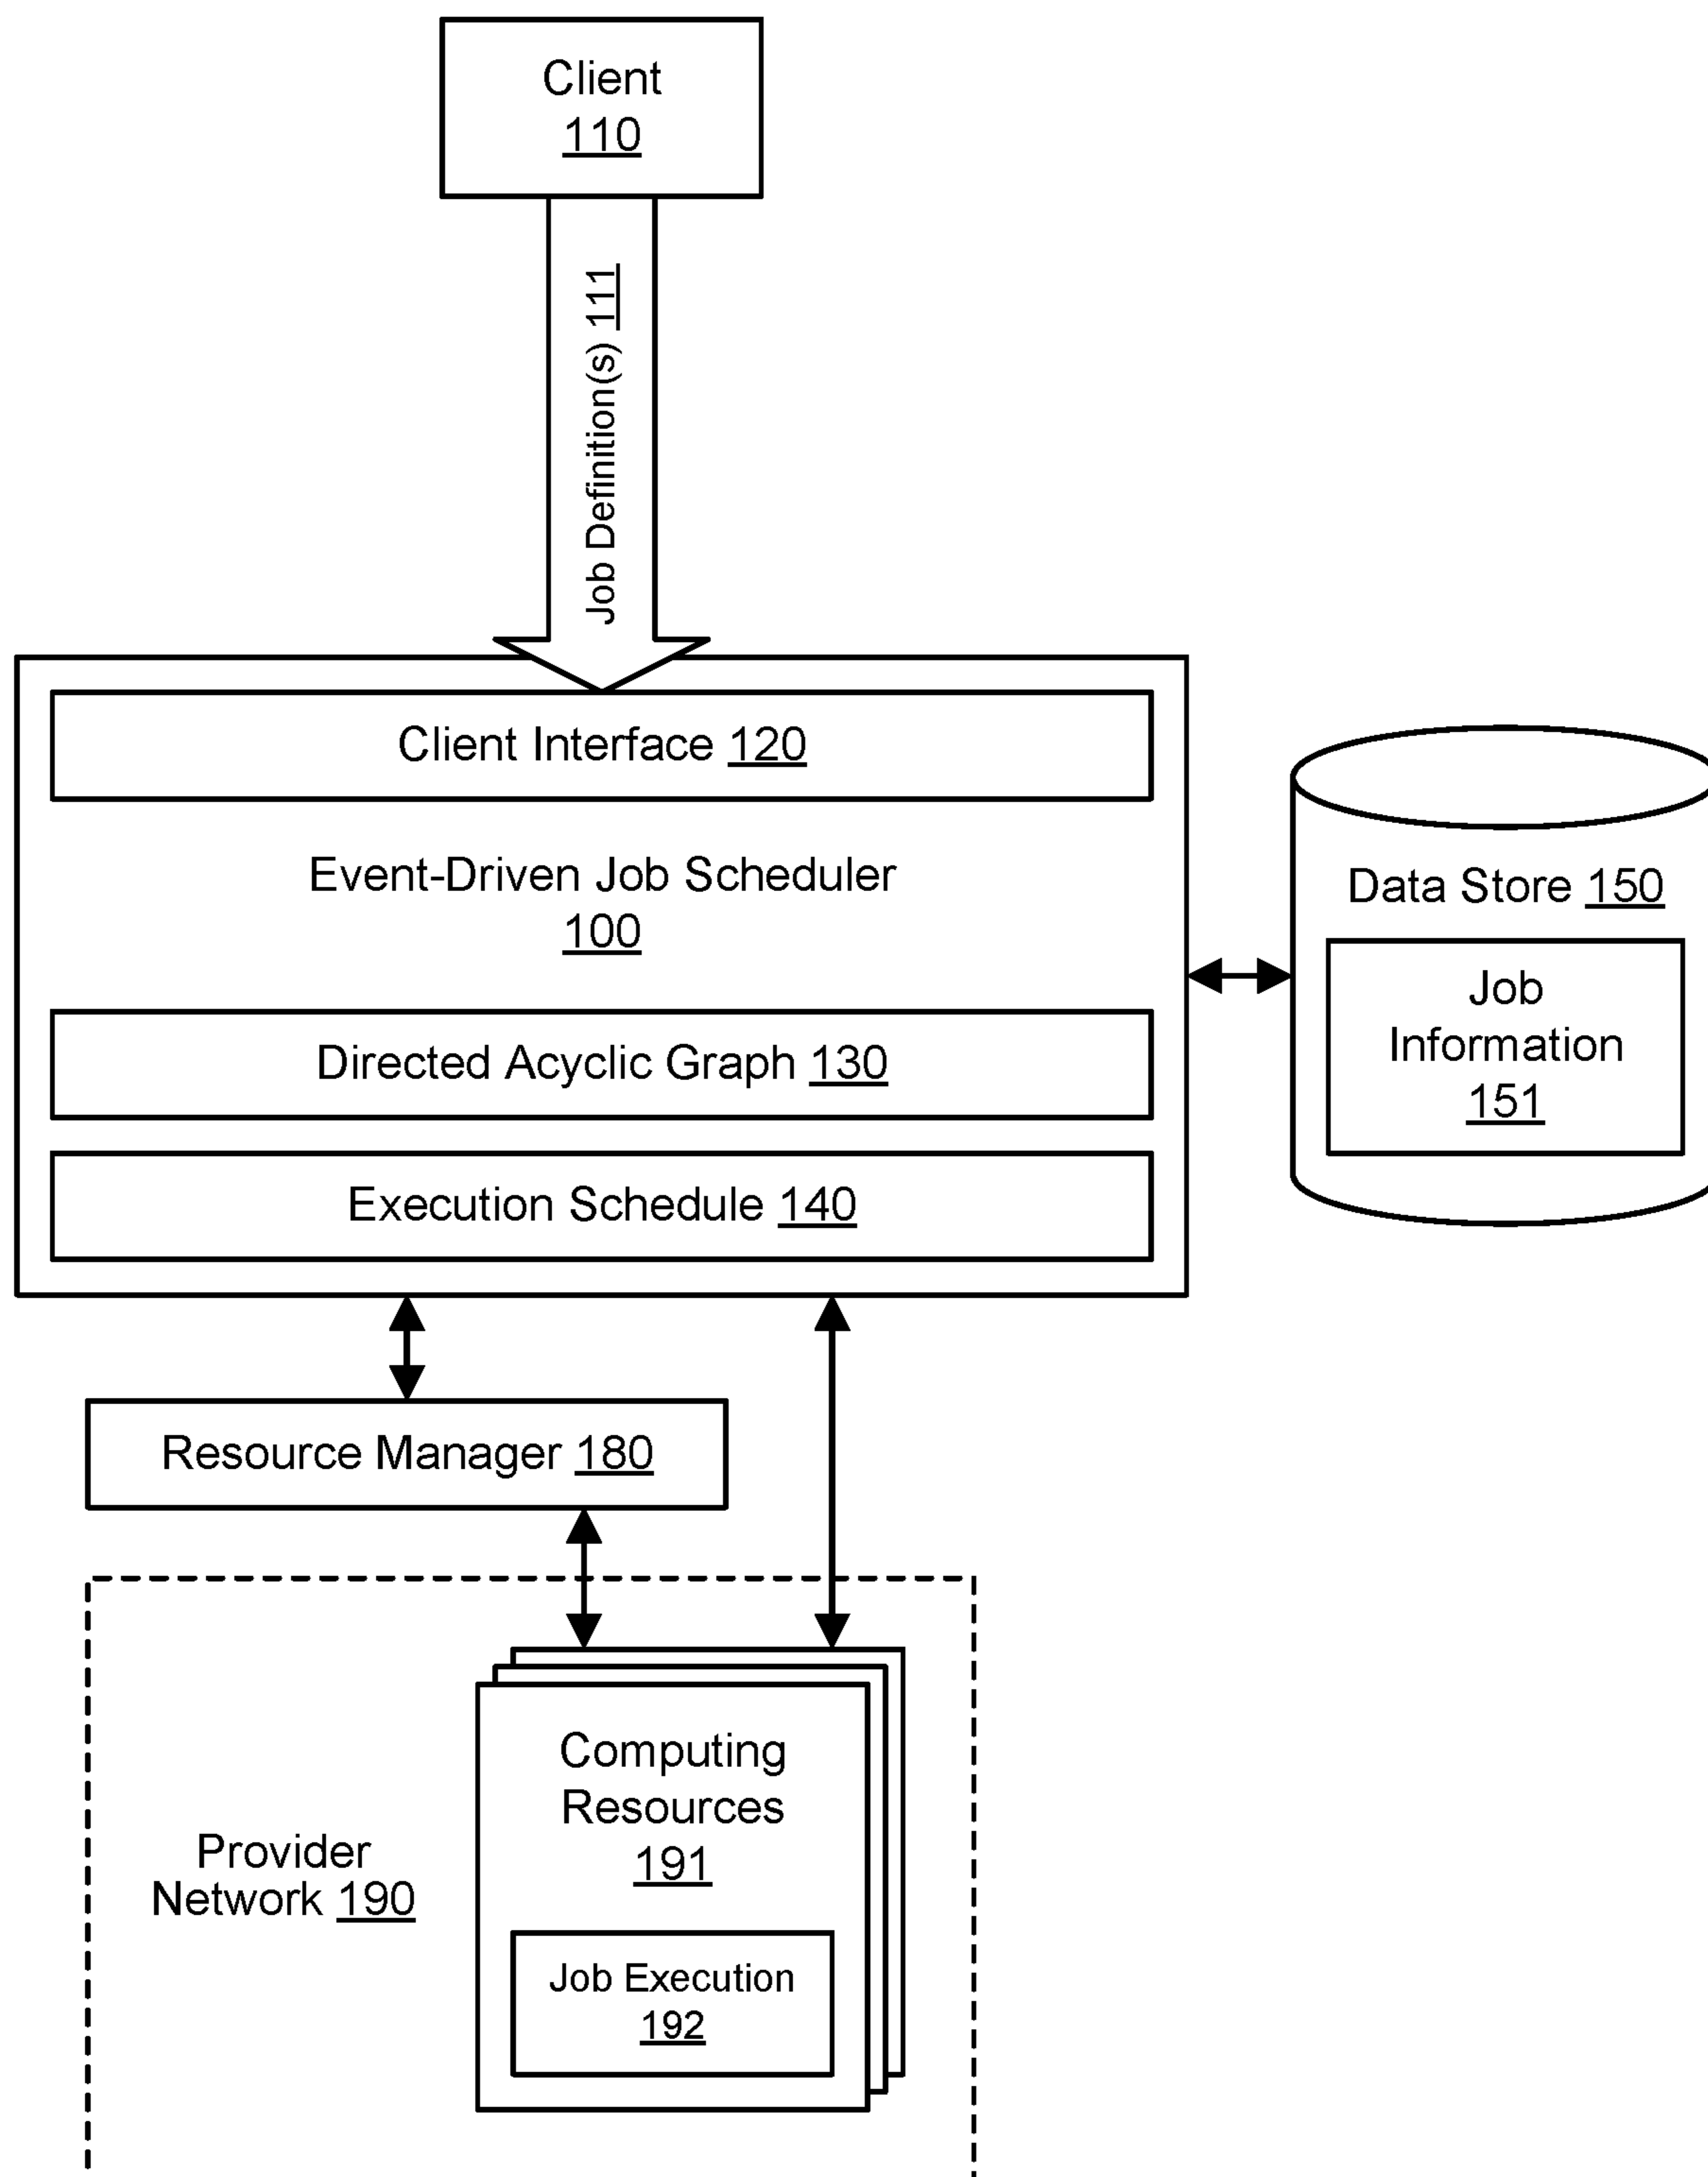 Client
110
Job Definition(s) 111
Client Interface 120
Event-Driven Job Scheduler
100
Directed Acyclic Graph 130
Execution Schedule 140
Data Store 150
Job
Information
151
Resource Manager 180
Provider
Network 190
Computing
Resources
191
Job Execution
192